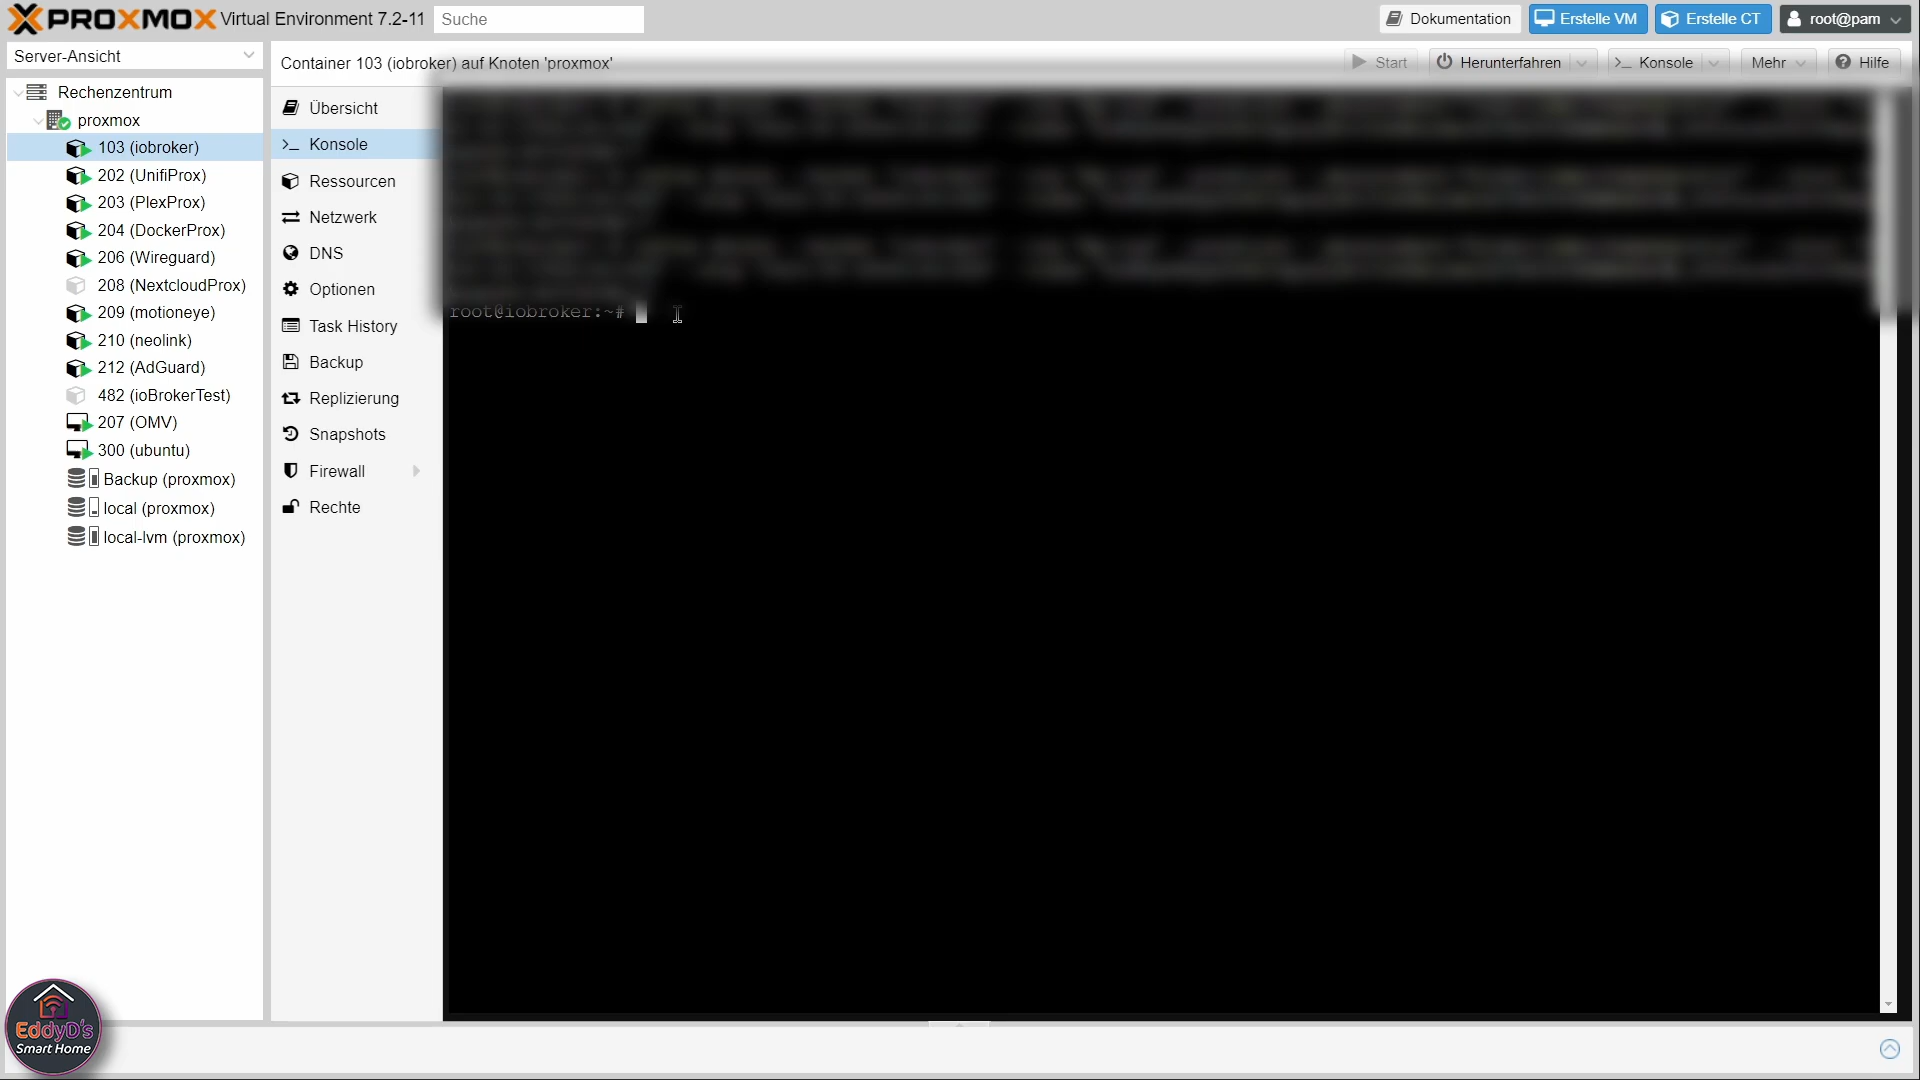 PROXMOX Virtual Environment 7.2-11
Suche
Dokumentation
Erstelle VM
Erstelle CT
root@pam
Server-Ansicht
Container 103 (iobroker) auf Knoten 'proxmox'
Start
Herunterfahren
Konsole
Mehr
Hilfe
Rechenzentrum
proxmox
103 (iobroker)
202 (UnifiProx)
203 (PlexProx)
204 (DockerProx)
206 (Wireguard)
208 (NextcloudProx)
209 (motioneye)
210 (neolink)
212 (AdGuard)
482 (ioBrokerTest)
207 (OMV)
300 (ubuntu)
Backup (proxmox)
local (proxmox)
local-lvm (proxmox)
Übersicht
Konsole
Ressourcen
Netzwerk
DNS
Optionen
Task History
Backup
Replizierung
Snapshots
Firewall
Rechte
root@iobroker:~#
EddyD's
Smart Home